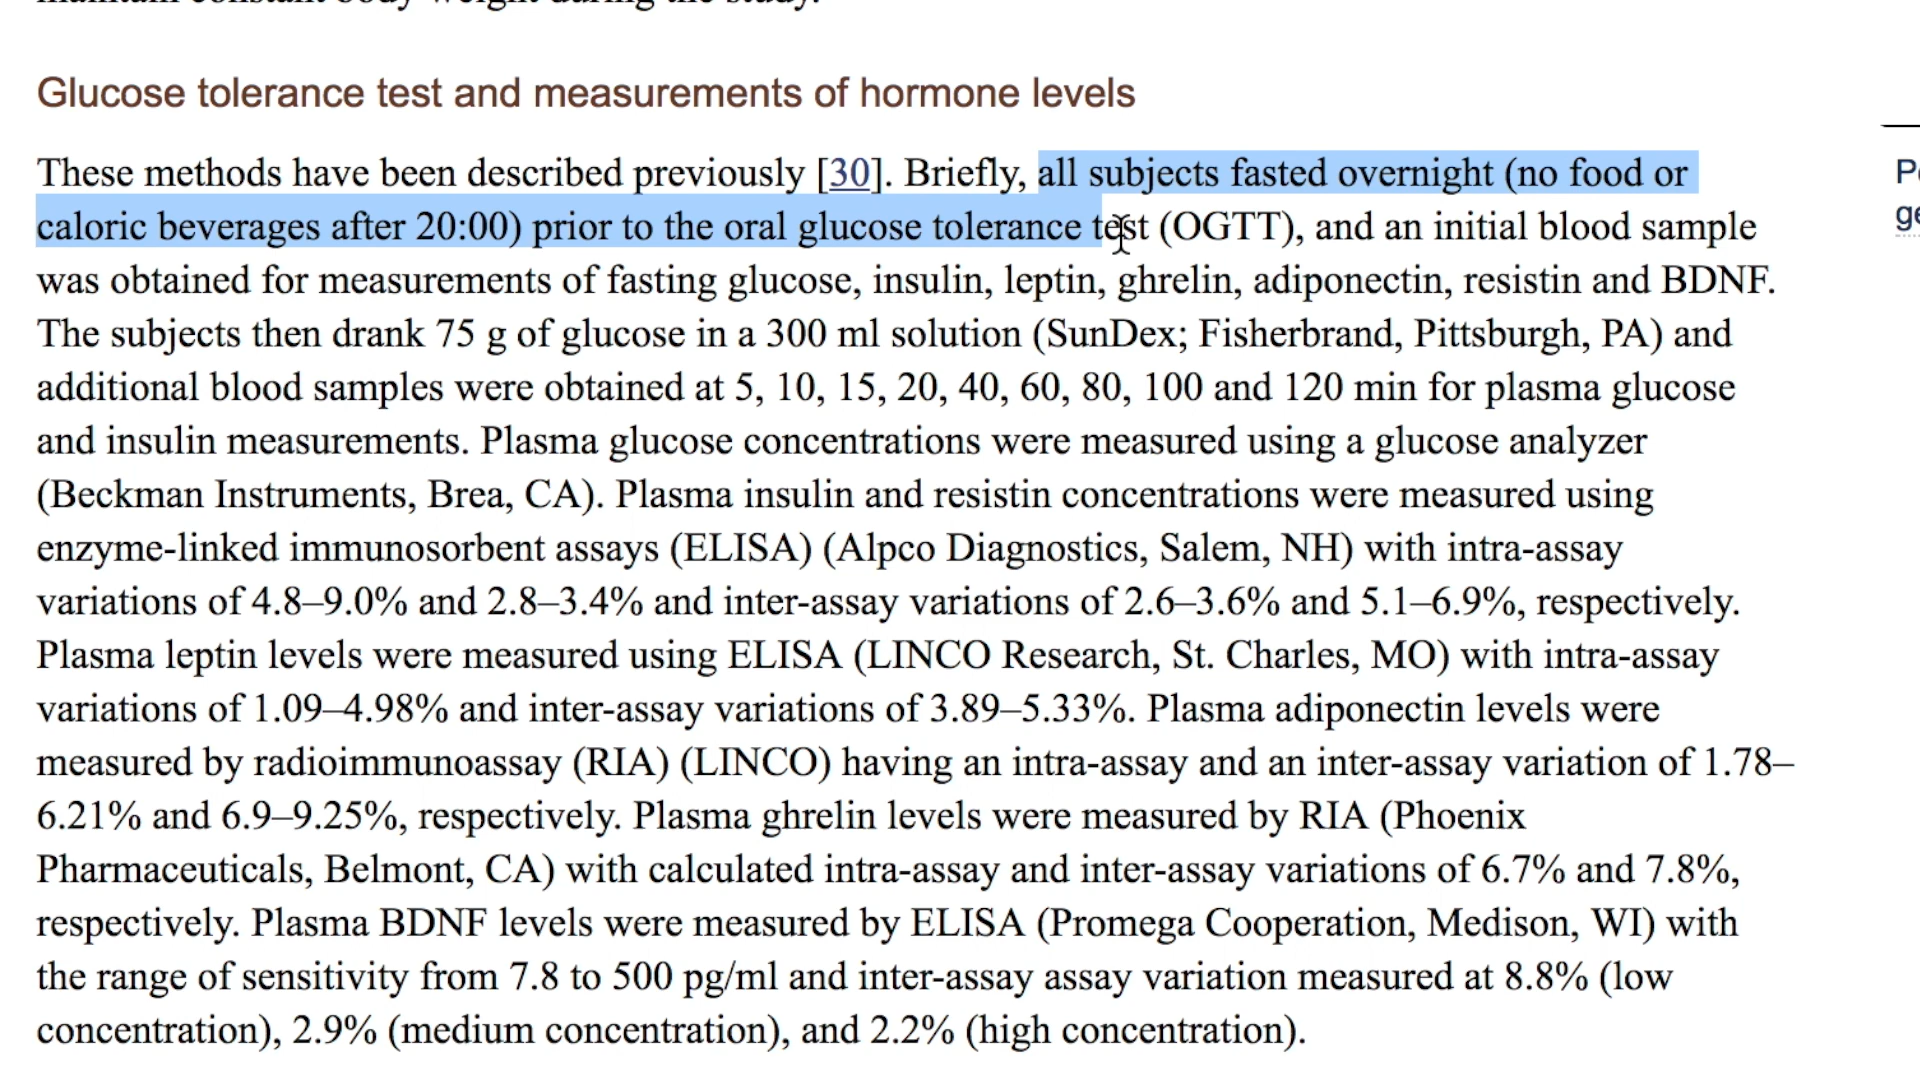 maintain constant body weight during the study.
Glucose tolerance test and measurements of hormone levels
These methods have been described previously [30]. Briefly, all subjects fasted overnight (no food or
caloric beverages after 20:00) prior to the oral glucose tolerance test (OGTT), and an initial blood sample
was obtained for measurements of fasting glucose, insulin, leptin, ghrelin, adiponectin, resistin and BDNF.
The subjects then drank 75 g of glucose in a 300 ml solution (SunDex; Fisherbrand, Pittsburgh, PA) and
additional blood samples were obtained at 5, 10, 15, 20, 40, 60, 80, 100 and 120 min for plasma glucose
and insulin measurements. Plasma glucose concentrations were measured using a glucose analyzer
(Beckman Instruments, Brea, CA). Plasma insulin and resistin concentrations were measured using
enzyme-linked immunosorbent assays (ELISA) (Alpco Diagnostics, Salem, NH) with intra-assay
variations of 4.8–9.0% and 2.8–3.4% and inter-assay variations of 2.6–3.6% and 5.1–6.9%, respectively.
Plasma leptin levels were measured using ELISA (LINCO Research, St. Charles, MO) with intra-assay
variations of 1.09–4.98% and inter-assay variations of 3.89–5.33%. Plasma adiponectin levels were
measured by radioimmunoassay (RIA) (LINCO) having an intra-assay and an inter-assay variation of 1.78–
6.21% and 6.9–9.25%, respectively. Plasma ghrelin levels were measured by RIA (Phoenix
Pharmaceuticals, Belmont, CA) with calculated intra-assay and inter-assay variations of 6.7% and 7.8%,
respectively. Plasma BDNF levels were measured by ELISA (Promega Cooperation, Medison, WI) with
the range of sensitivity from 7.8 to 500 pg/ml and inter-assay assay variation measured at 8.8% (low
concentration), 2.9% (medium concentration), and 2.2% (high concentration).